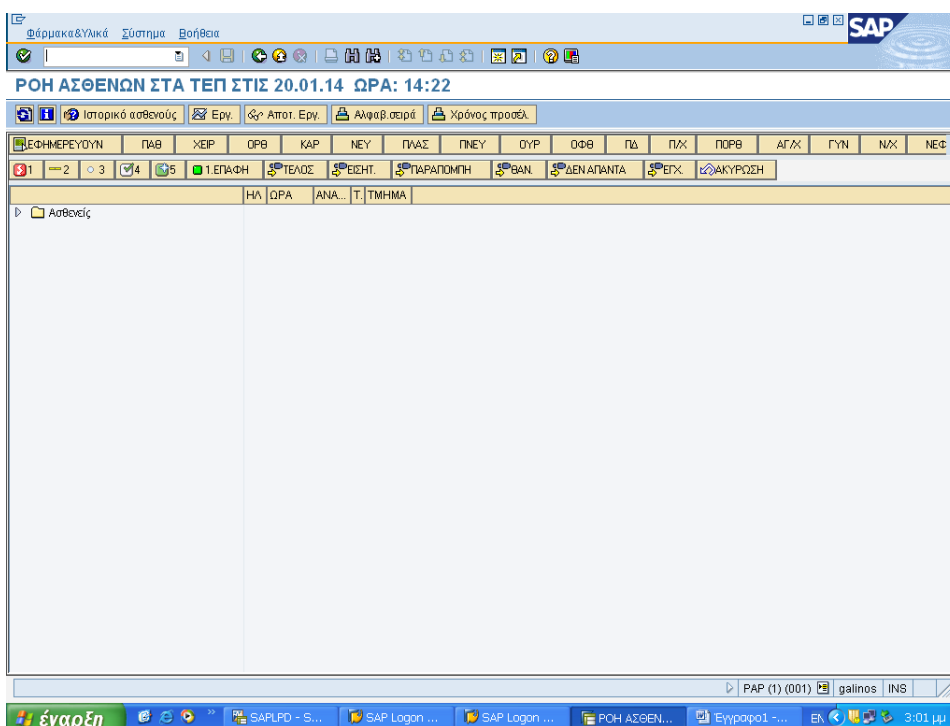 Φάρμακα&Υλικά Σύστημα Βοήθεια
SAP
ΡΟΗ ΑΣΘΕΝΩΝ ΣΤΑ ΤΕΠ ΣΤΙΣ 20.01.14 ΩΡΑ: 14:22
Ιστορικό ασθενούς Εργ. Αποτ. Εργ. Αλφαβ.σειρά Χρόνος προσέλ.
ΕΦΗΜΕΡΕΥΟΥΝ ΠΑΘ ΧΕΙΡ ΟΡΘ ΚΑΡ ΝΕΥ ΠΛΑΣ ΠΝΕΥ ΟΥΡ ΟΦΘ ΠΔ Π/Χ ΠΟΡΘ ΑΓ/Χ ΓΥΝ Ν/Χ ΝΕΦ
1 2 3 4 5 1.ΕΠΑΦΗ ΤΕΛΟΣ ΕΙΣΗΤ. ΠΑΡΑΠΟΜΠΗ ΘΑΝ. ΔΕΝ ΑΠΑΝΤΑ ΕΓΧ. ΑΚΥΡΩΣΗ
ΗΛ ΩΡΑ ΑΝΑ... Τ. ΤΜΗΜΑ
Ασθενείς
PAP (1) (001) galinos INS
έναρξη SAPLPD - S... SAP Logon ... SAP Logon ... ΡΟΗ ΑΣΘΕΝ... Έγγραφο1 -... EN 3:01 μμ